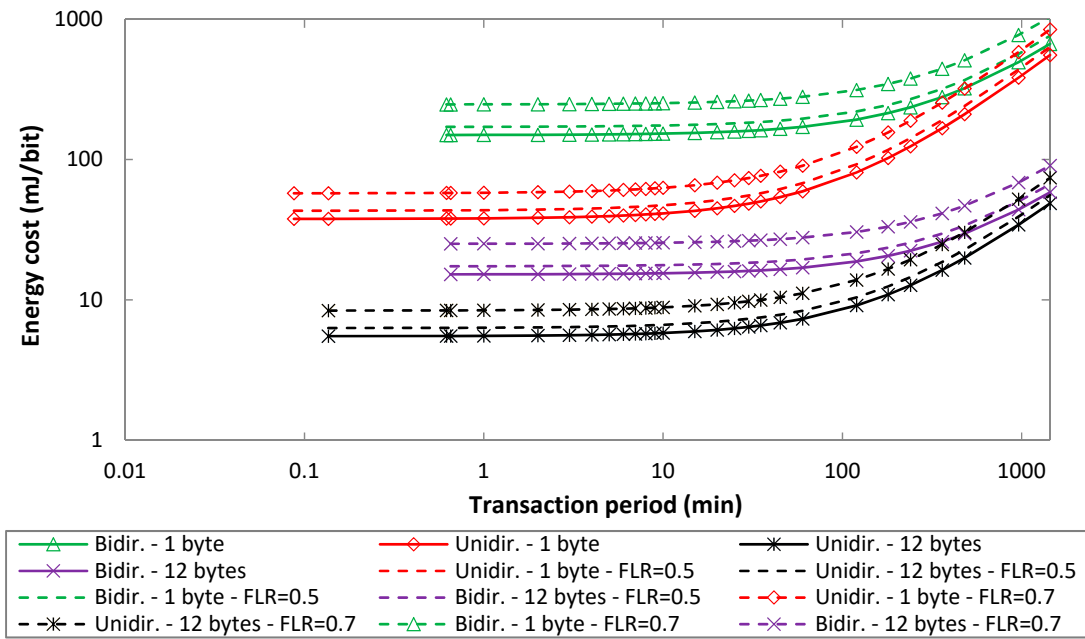 1000
100
10
1
Energy cost (mJ/bit)
0.01 0.1 1 10 100 1000
Transaction period (min)
Bidir. - 1 byte Unidir. - 1 byte Unidir. - 12 bytes
Bidir. - 12 bytes Unidir. - 1 byte - FLR=0.5 Unidir. - 12 bytes - FLR=0.5
Bidir. - 1 byte - FLR=0.5 Bidir. - 12 bytes - FLR=0.5 Unidir. - 1 byte - FLR=0.7
Unidir. - 12 bytes - FLR=0.7 Bidir. - 1 byte - FLR=0.7 Bidir. - 12 bytes - FLR=0.7